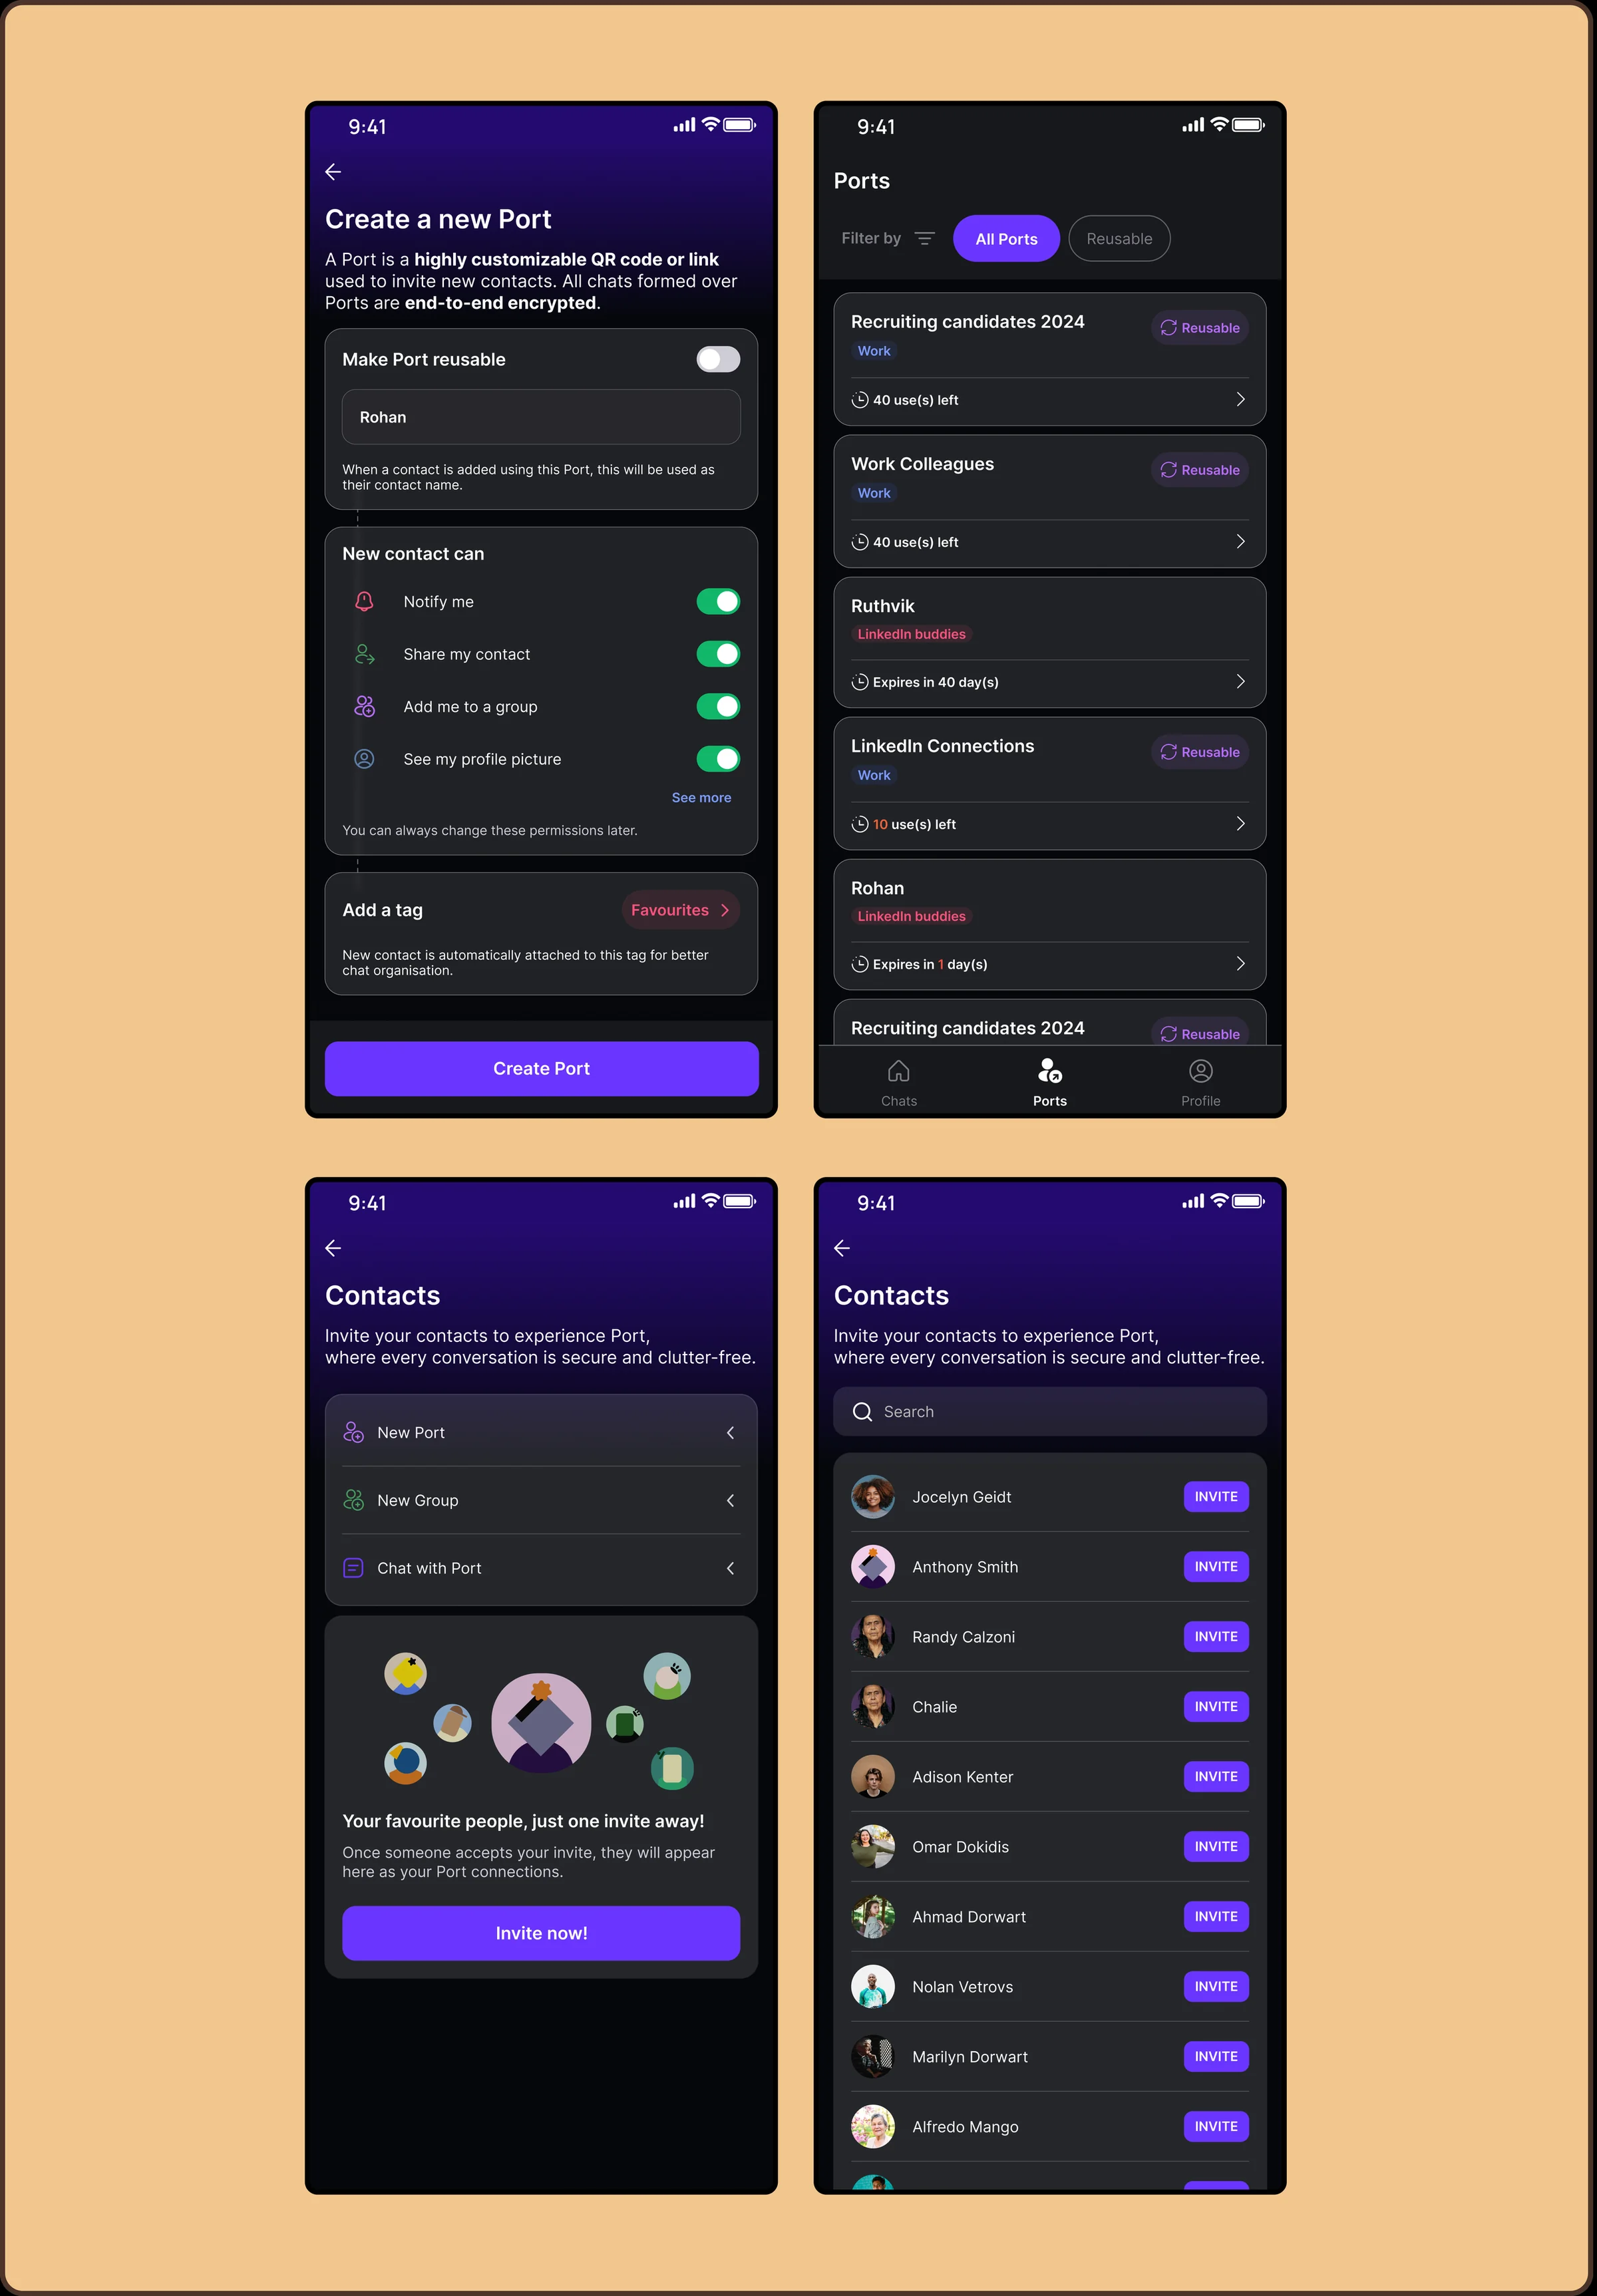 9:41
Create a new Port
A Port is a highly customizable QR code or link
used to invite new contacts. All chats formed over
Ports are end-to-end encrypted.
Make Port reusable
Rohan
When a contact is added using this Port, this will be used as
their contact name.
New contact can
Notify me
Share my contact
Add me to a group
See my profile picture
See more
You can always change these permissions later.
Add a tag
Favourites
New contact is automatically attached to this tag for better
chat organisation.
Create Port
9:41
Ports
Filter by
All Ports
Reusable
Recruiting candidates 2024
Reusable
Work
40 use(s) left
Work Colleagues
Reusable
Work
40 use(s) left
Ruthvik
LinkedIn buddies
Expires in 40 day(s)
LinkedIn Connections
Reusable
Work
10 use(s) left
Rohan
LinkedIn buddies
Expires in 1 day(s)
Recruiting candidates 2024
Reusable
Chats
Ports
Profile
9:41
Contacts
Invite your contacts to experience Port,
where every conversation is secure and clutter-free.
New Port
New Group
Chat with Port
Your favourite people, just one invite away!
Once someone accepts your invite, they will appear
here as your Port connections.
Invite now!
9:41
Contacts
Invite your contacts to experience Port,
where every conversation is secure and clutter-free.
Search
Jocelyn Geidt
INVITE
Anthony Smith
INVITE
Randy Calzoni
INVITE
Chalie
INVITE
Adison Kenter
INVITE
Omar Dokidis
INVITE
Ahmad Dorwart
INVITE
Nolan Vetrovs
INVITE
Marilyn Dorwart
INVITE
Alfredo Mango
INVITE